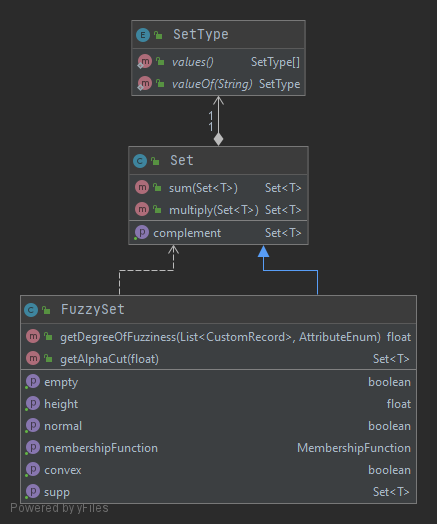 E SetType
m values() SetType[]
m valueOf(String) SetType
1
1
C Set
m sum(Set<T>) Set<T>
m multiply(Set<T>) Set<T>
p complement Set<T>
C FuzzySet
m getDegreeOfFuzziness(List<CustomRecord>, AttributeEnum) float
m getAlphaCut(float) Set<T>
p empty boolean
p height float
p normal boolean
p membershipFunction MembershipFunction
p convex boolean
p supp Set<T>
Powered by yFiles